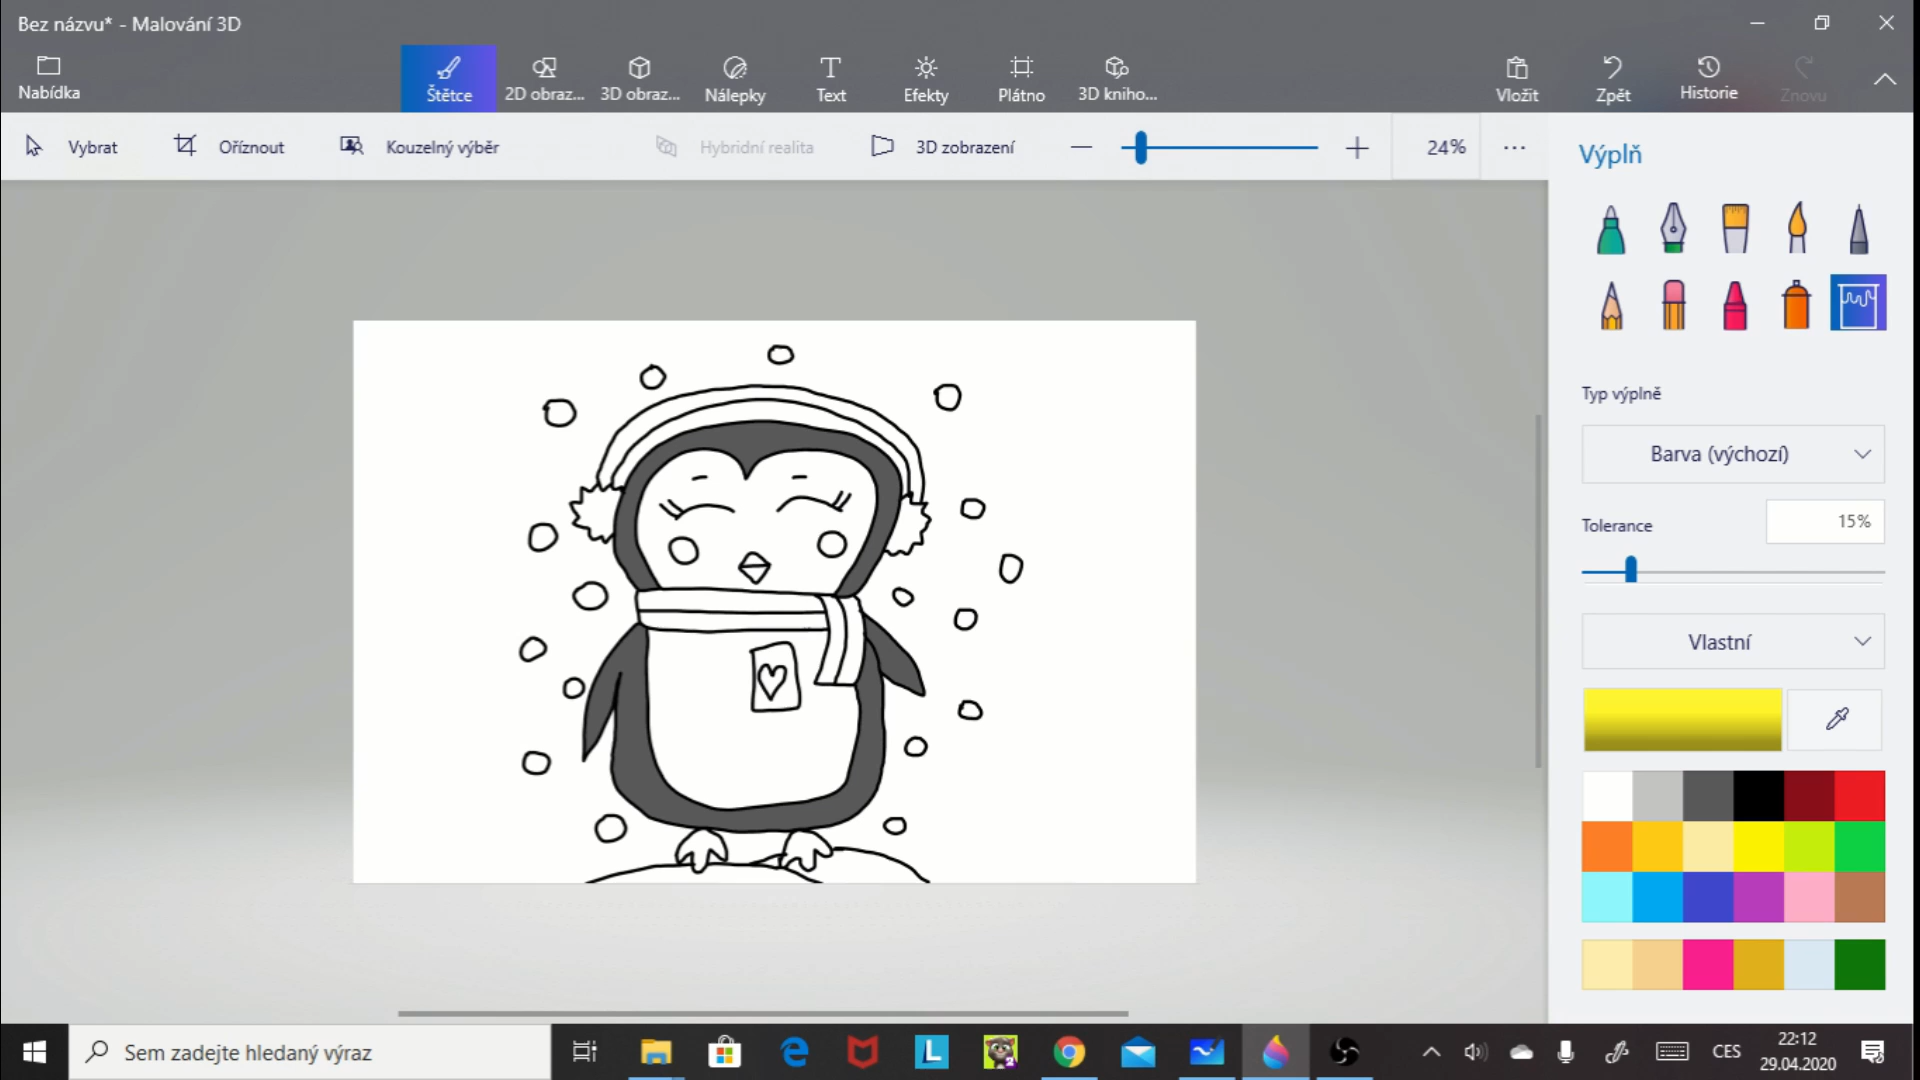 Bez názvu* - Malování 3D
Nabídka
Štětce
2D obraz...
3D obraz...
Nálepky
Text
Efekty
Plátno
3D kniho...
Vložit
Zpět
Historie
Znovu
Vybrat
Oříznout
Kouzelný výběr
Hybridní realita
3D zobrazení
24%
Výplň
Typ výplně
Barva (výchozí)
Tolerance
15%
Vlastní
Sem zadejte hledaný výraz
L
2
CES
22:12
29.04.2020